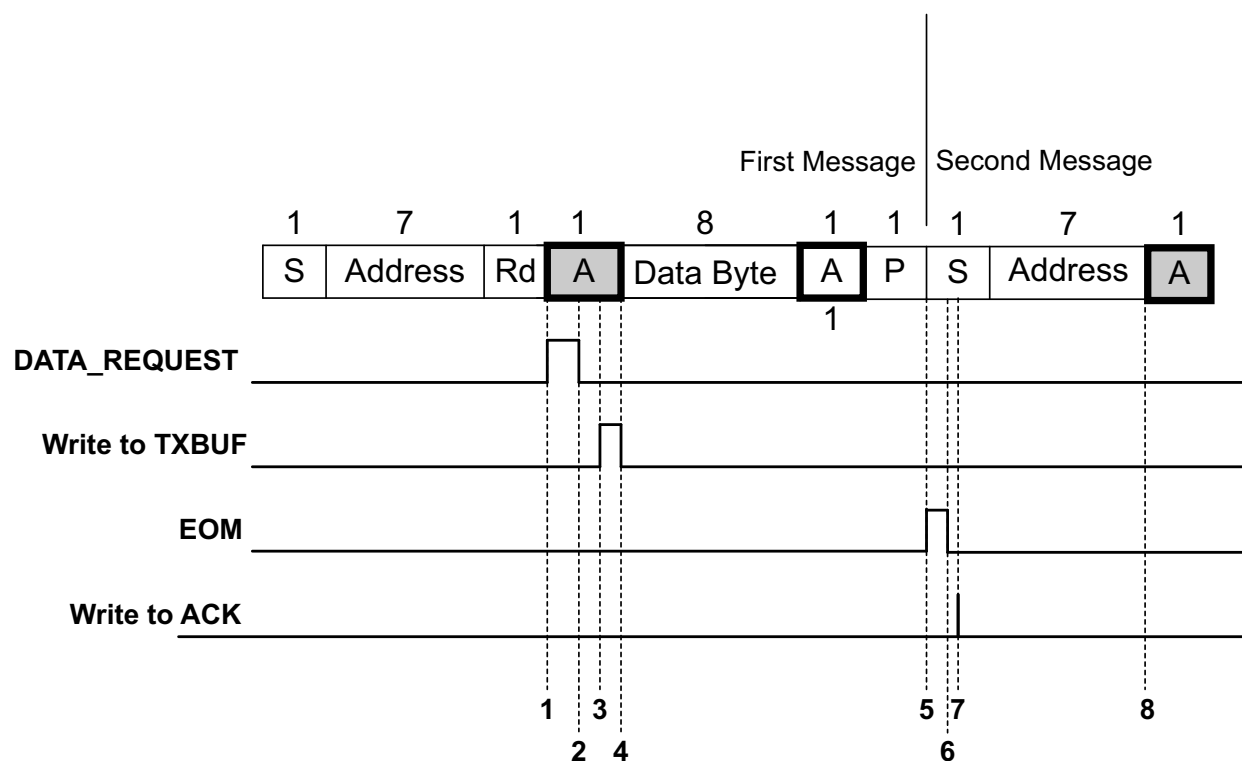 First Message Second Message
1 7 1 1 8 1 1 1 7 1
S Address Rd A Data Byte A P S Address A
1
DATA_REQUEST
Write to TXBUF
EOM
Write to ACK
1 3 5 7 8
2 4 6